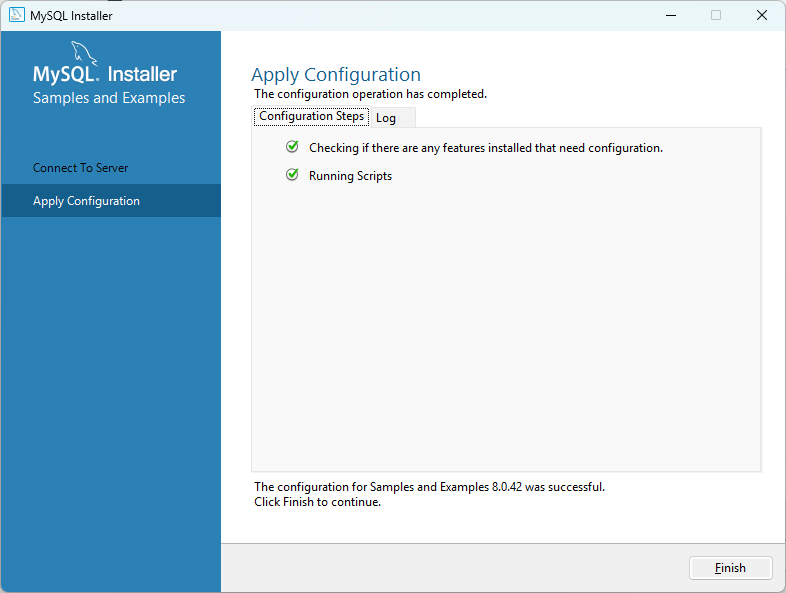 MySQL Installer
MySQL. Installer
Samples and Examples
Connect To Server
Apply Configuration
Apply Configuration
The configuration operation has completed.
Configuration Steps Log
Checking if there are any features installed that need configuration.
Running Scripts
The configuration for Samples and Examples 8.0.42 was successful.
Click Finish to continue.
Finish